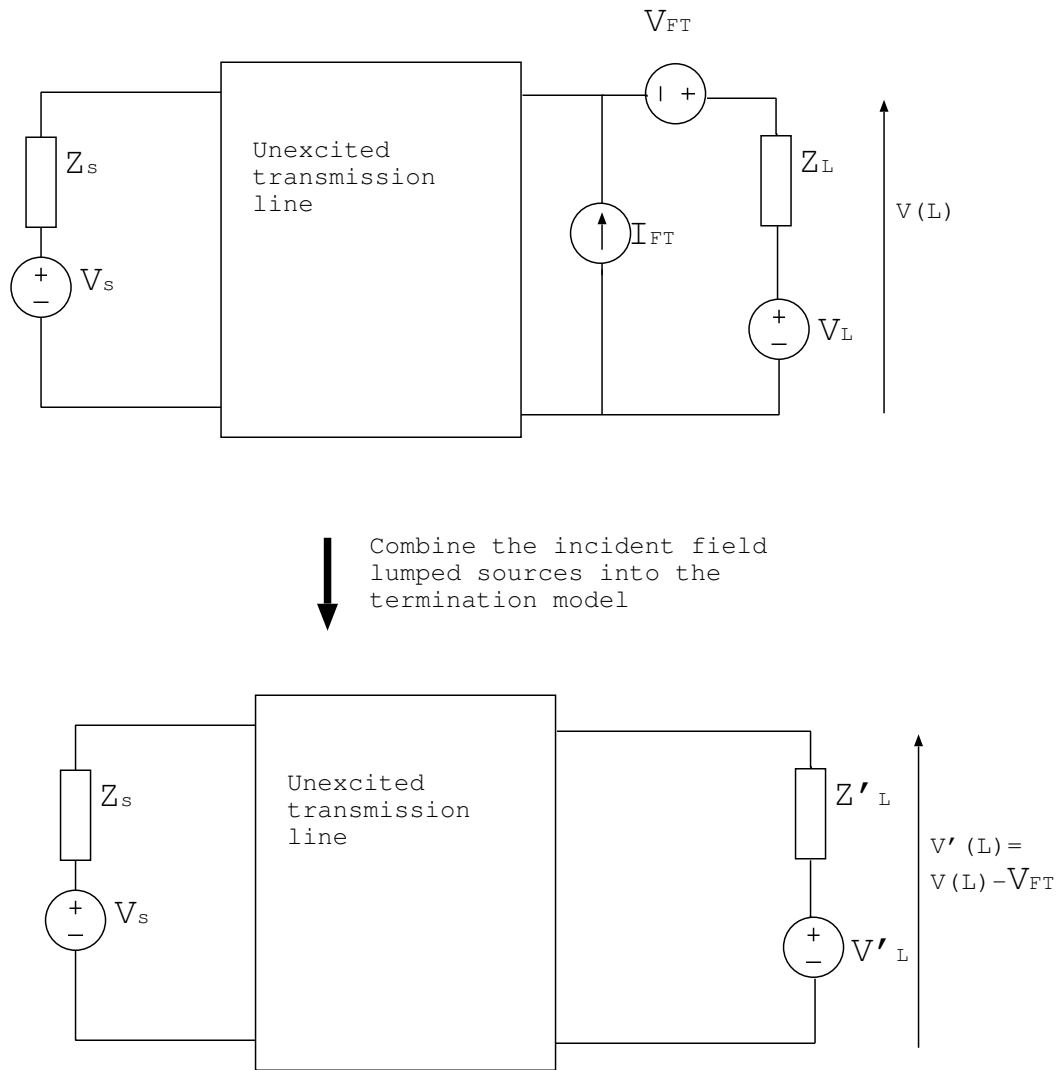 VFT
Unexcited
transmission
line
Zs
ZL
V(L)
IFT
+
−
Vs
+
−
VL
− +
Combine the incident field
lumped sources into the
termination model
Unexcited
transmission
line
Zs
Z'L
V'(L)=
V(L)-VFT
+
−
Vs
+
−
V'L